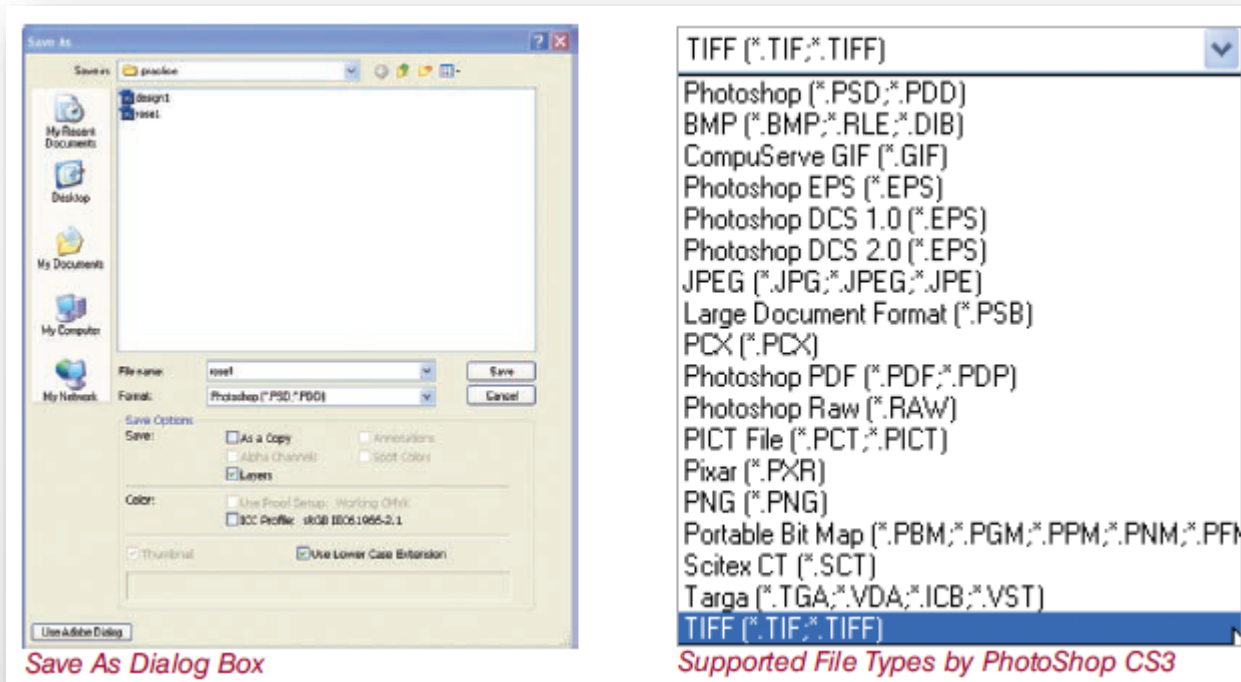 Save As
Save in: practice
design1
rose1
My Recent
Documents
Desktop
My Documents
My Computer
My Network
File name: rose1 Save
Format: Photoshop (*.PSD;*.PDD) Cancel
Save Options
Save: As a Copy Annotations
Alpha Channels Spot Colors
Layers
Color: Use Proof Setup: Working CMYK
ICC Profile: sRGB IEC61966-2.1
Thumbnail Use Lower Case Extension
Use Adobe Dialog
Save As Dialog Box
TIFF (*.TIF;*.TIFF)
Photoshop (*.PSD;*.PDD)
BMP (*.BMP;*.RLE;*.DIB)
CompuServe GIF (*.GIF)
Photoshop EPS (*.EPS)
Photoshop DCS 1.0 (*.EPS)
Photoshop DCS 2.0 (*.EPS)
JPEG (*.JPG;*.JPEG;*.JPE)
Large Document Format (*.PSB)
PCX (*.PCX)
Photoshop PDF (*.PDF;*.PDP)
Photoshop Raw (*.RAW)
PICT File (*.PCT;*.PICT)
Pixar (*.PXR)
PNG (*.PNG)
Portable Bit Map (*.PBM;*.PGM;*.PPM;*.PNM;*.PFM
Scitex CT (*.SCT)
Targa (*.TGA;*.VDA;*.ICB;*.VST)
TIFF (*.TIF;*.TIFF)
Supported File Types by PhotoShop CS3